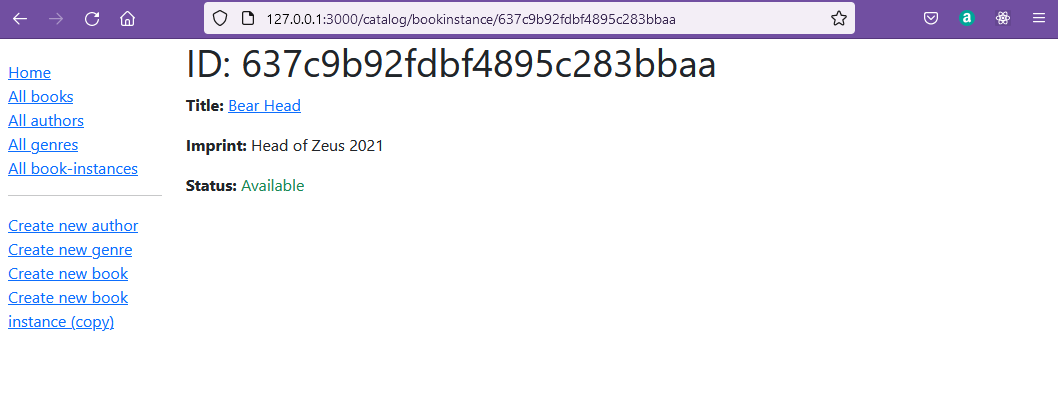 127.0.0.1:3000/catalog/bookinstance/637c9b92fdbf4895c283bbaa
ID: 637c9b92fdbf4895c283bbaa
Home
All books
All authors
All genres
All book-instances
Create new author
Create new genre
Create new book
Create new book
instance (copy)
Title: Bear Head
Imprint: Head of Zeus 2021
Status: Available